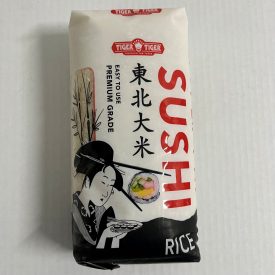 TIGER TIGER
EASY TO USE
PREMIUM GRADE
東北大米
SUSHI
RICE